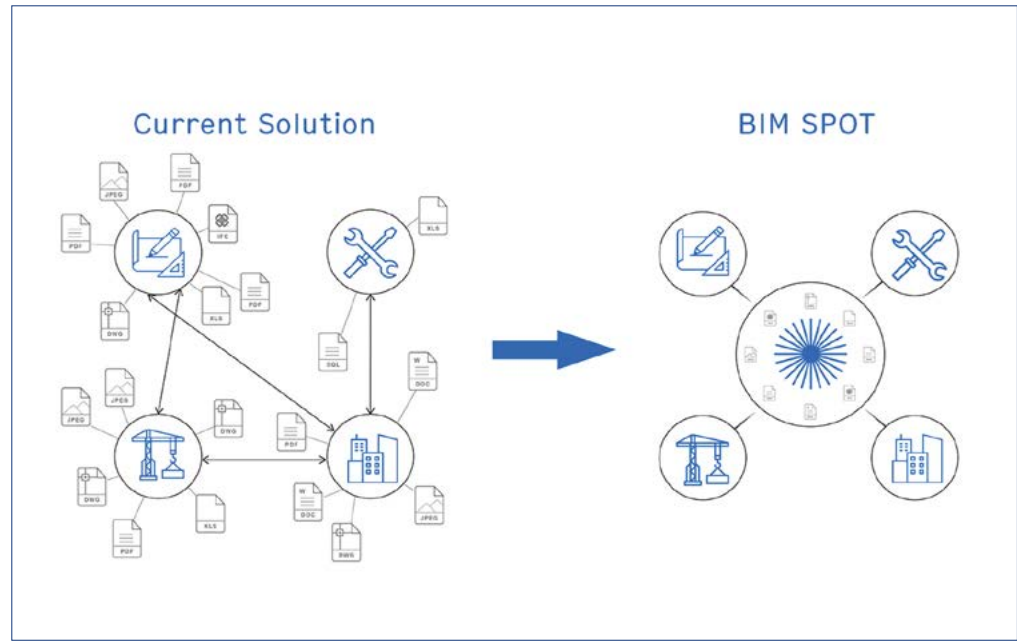 Current Solution
BIM SPOT
JPEG
PDF
PDF
IFC
XLS
PDF
XLS
DWG
SQL
W
DOC
JPEG
JPEG
DWG
PDF
DWG
W
DOC
XLS
JPEG
PDF
DWG